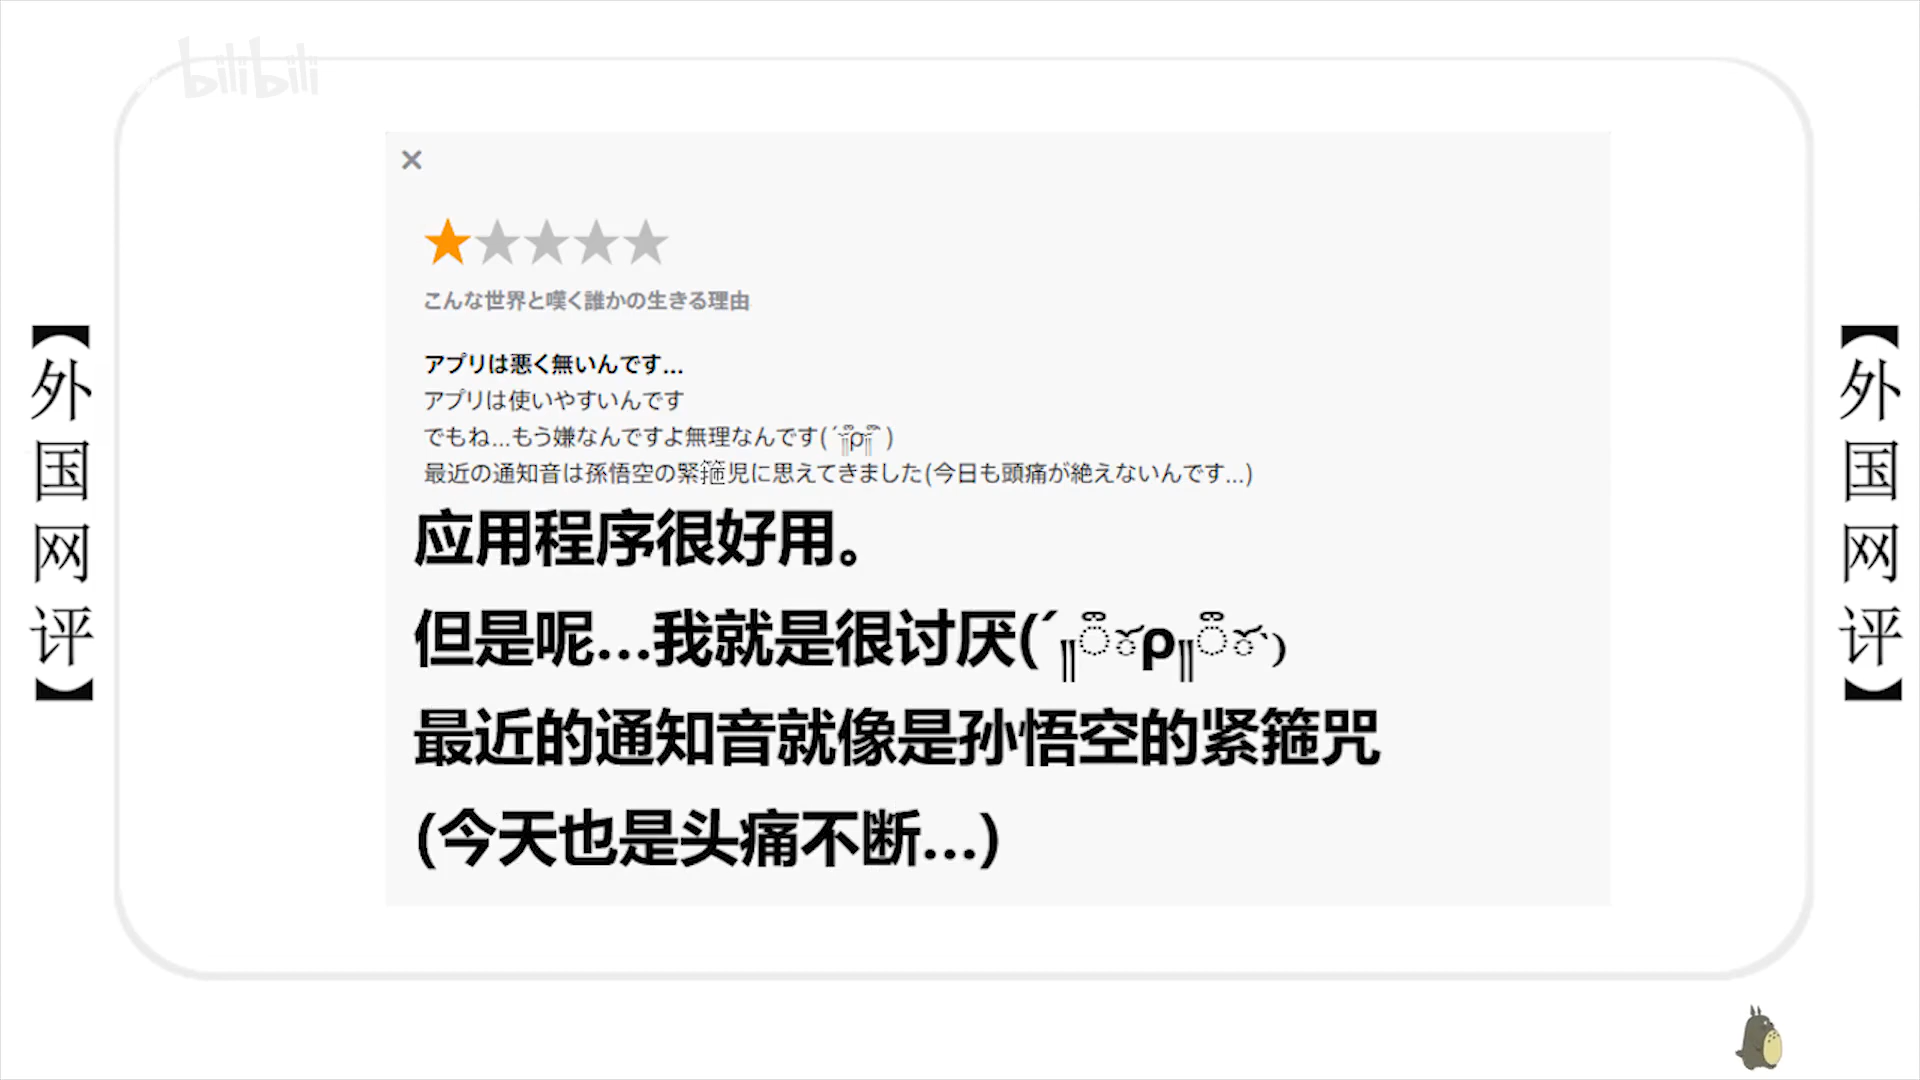 bilibili
【外国网评】
【外国网评】
こんな世界と嘆く誰かの生きる理由
アプリは悪く無いんです…
アプリは使いやすいんです
でもね…もう嫌なんですよ無理なんです(´╥ωρ╥ω`)
最近の通知音は孫悟空の緊箍児に思えてきました(今日も頭痛が絶えないんです…)
应用程序很好用。
但是呢…我就是很讨厌(´╥ωρ╥ω`)
最近的通知音就像是孙悟空的紧箍咒
(今天也是头痛不断…)